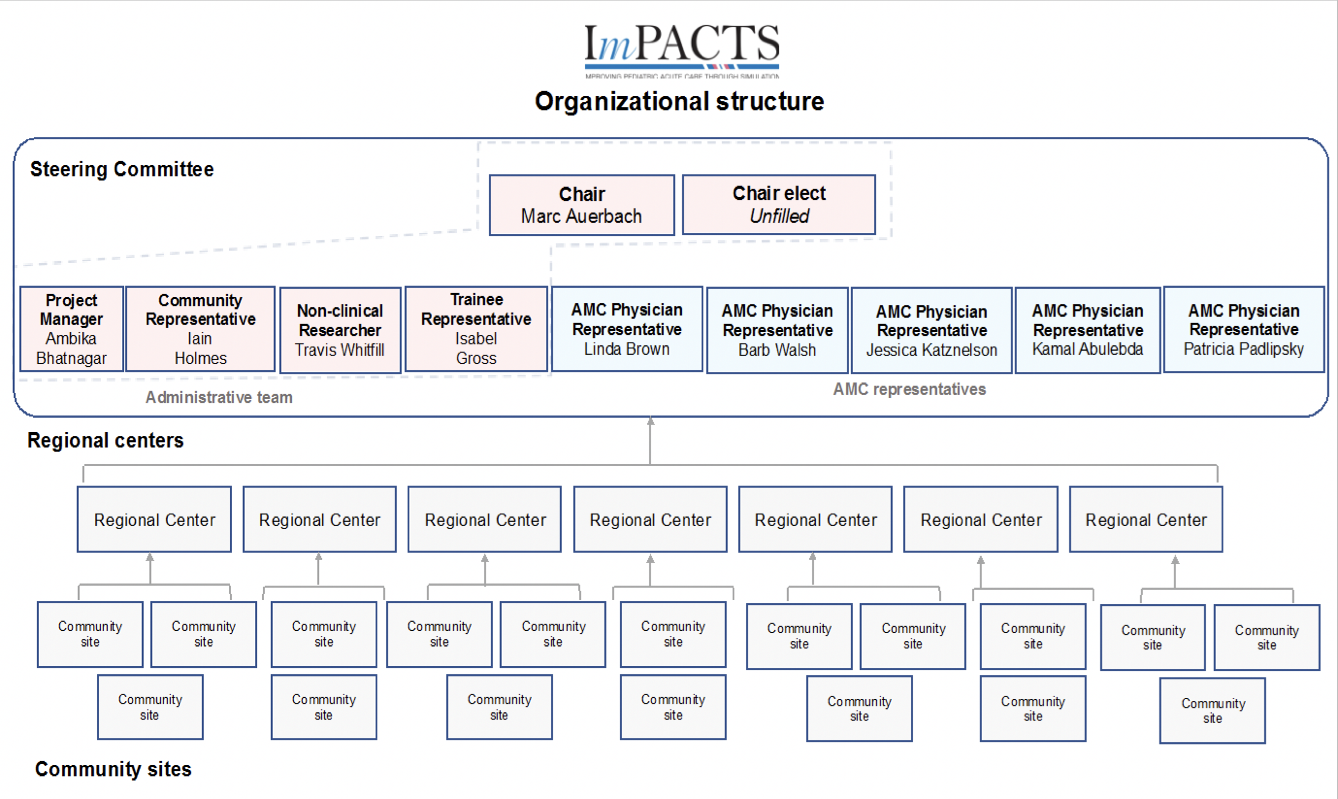 ImPACTS
IMPROVING PEDIATRIC ACUTE CARE THROUGH SIMULATION
Organizational structure
Steering Committee
Chair
Marc Auerbach
Chair elect
Unfilled
Project
Manager
Ambika
Bhatnagar
Community
Representative
Iain
Holmes
Non-clinical
Researcher
Travis Whitfill
Trainee
Representative
Isabel
Gross
AMC Physician
Representative
Linda Brown
AMC Physician
Representative
Barb Walsh
AMC Physician
Representative
Jessica Katznelson
AMC Physician
Representative
Kamal Abulebda
AMC Physician
Representative
Patricia Padlipsky
Administrative team
AMC representatives
Regional centers
Regional Center
Regional Center
Regional Center
Regional Center
Regional Center
Regional Center
Regional Center
Community
site
Community
site
Community
site
Community
site
Community
site
Community
site
Community
site
Community
site
Community
site
Community
site
Community
site
Community
site
Community
site
Community
site
Community
site
Community
site
Community
site
Community
site
Community sites